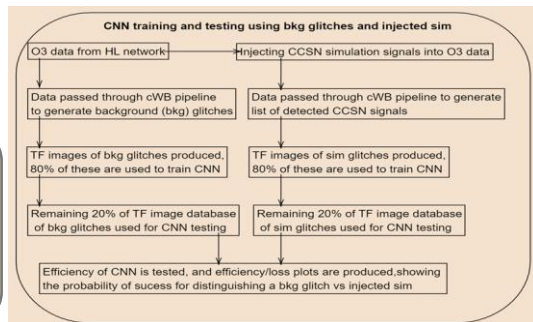 CNN training and testing using bkg glitches and injected sim
O3 data from HL network
Injecting CCSN simulation signals into O3 data
Data passed through cWB pipeline
to generate background (bkg) glitches
Data passed through cWB pipeline to generate
list of detected CCSN signals
TF images of bkg glitches produced,
80% of these are used to train CNN
TF images of sim glitches produced,
80% of these are used to train CNN
Remaining 20% of TF image database
of bkg glitches used for CNN testing
Remaining 20% of TF image database
of sim glitches used for CNN testing
Efficiency of CNN is tested, and efficiency/loss plots are produced,showing
the probability of sucess for distinguishing a bkg glitch vs injected sim